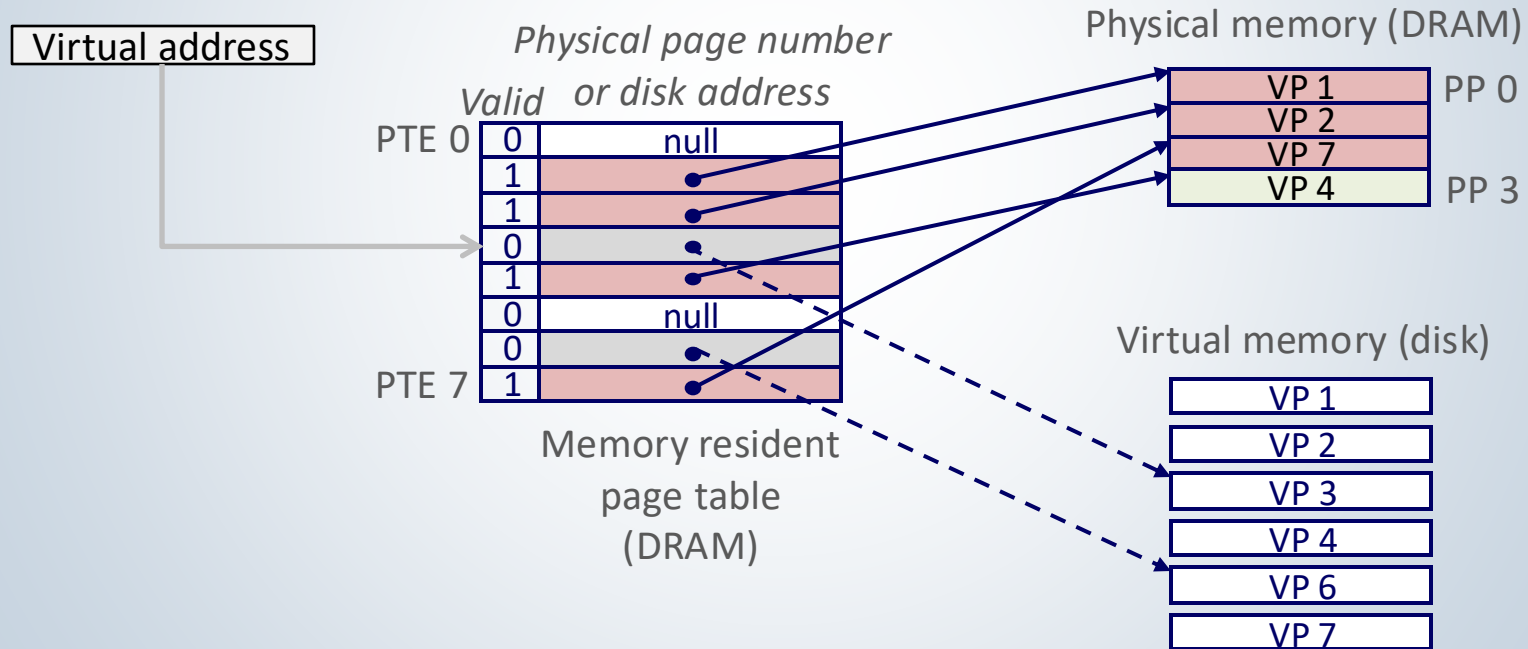 Virtual address
Physical page number
or disk address
Valid
PTE 0
0
null
1
1
0
1
0
null
0
PTE 7
1
Memory resident
page table
(DRAM)
Physical memory (DRAM)
VP 1
PP 0
VP 2
VP 7
VP 4
PP 3
Virtual memory (disk)
VP 1
VP 2
VP 3
VP 4
VP 6
VP 7